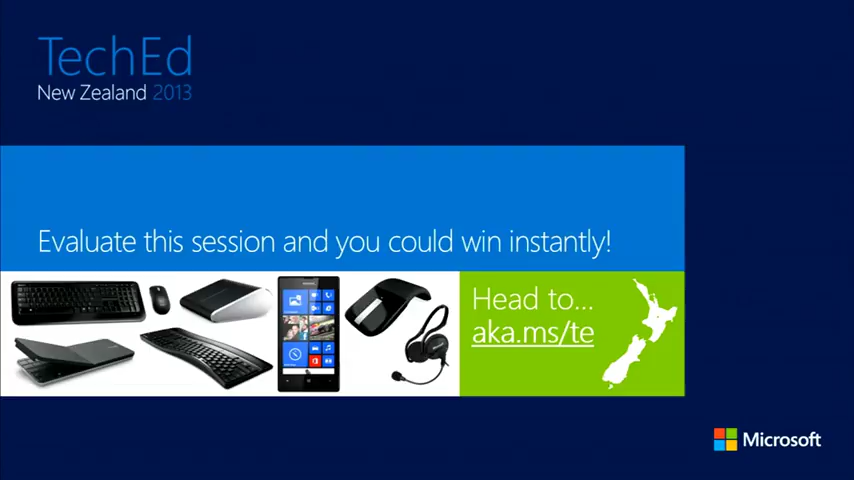 TechEd
New Zealand 2013
Evaluate this session and you could win instantly!
Head to...
aka.ms/te
Microsoft